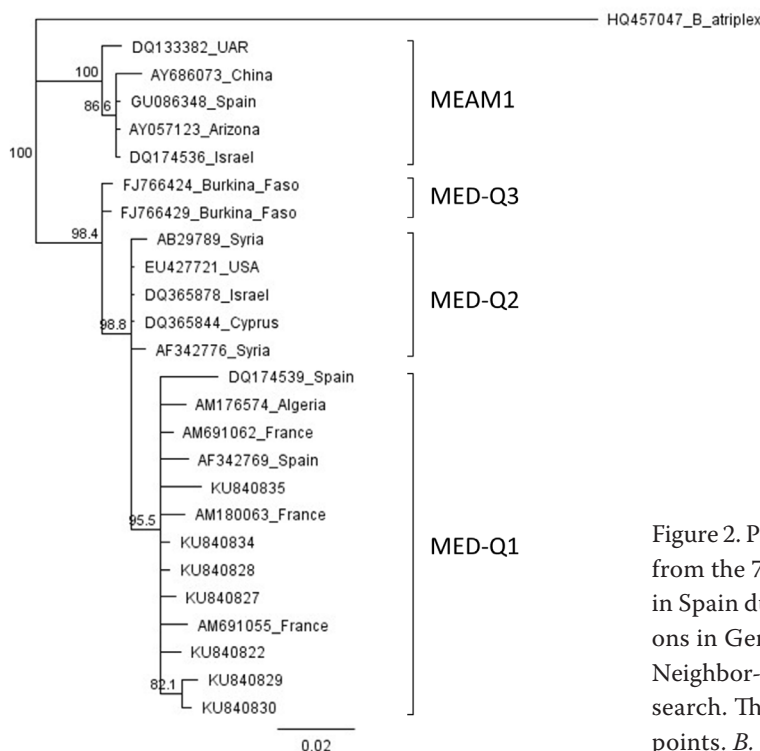 HQ457047_B_atriplex
DQ133382_UAR
100
AY686073_China
86.6
GU086348_Spain
MEAM1
AY057123_Arizona
DQ174536_Israel
100
FJ766424_Burkina_Faso
MED-Q3
FJ766429_Burkina_Faso
98.4
AB29789_Syria
EU427721_USA
DQ365878_Israel
MED-Q2
DQ365844_Cyprus
98.8
AF342776_Syria
DQ174539_Spain
AM176574_Algeria
AM691062_France
AF342769_Spain
KU840835
AM180063_France
95.5
KU840834
MED-Q1
KU840828
KU840827
AM691055_France
KU840822
KU840829
82.1
KU840830
0.02
Figure 2. P
from the 7
in Spain du
ons in Ger
Neighbor-
search. Th
points. B.